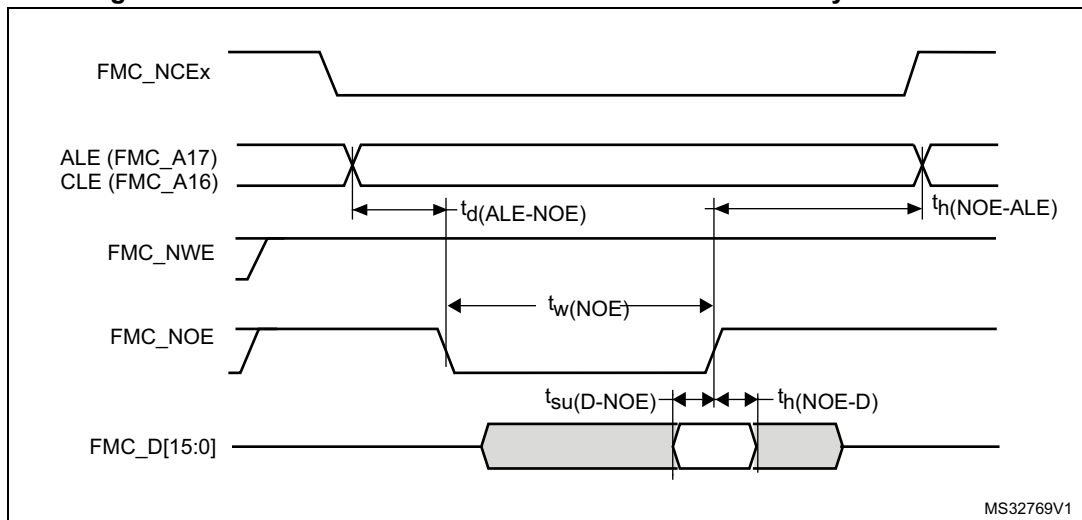 FMC_NCEx
ALE (FMC_A17)
CLE (FMC_A16)
td(ALE-NOE)
th(NOE-ALE)
FMC_NWE
tw(NOE)
FMC_NOE
tsu(D-NOE)
th(NOE-D)
FMC_D[15:0]
MS32769V1